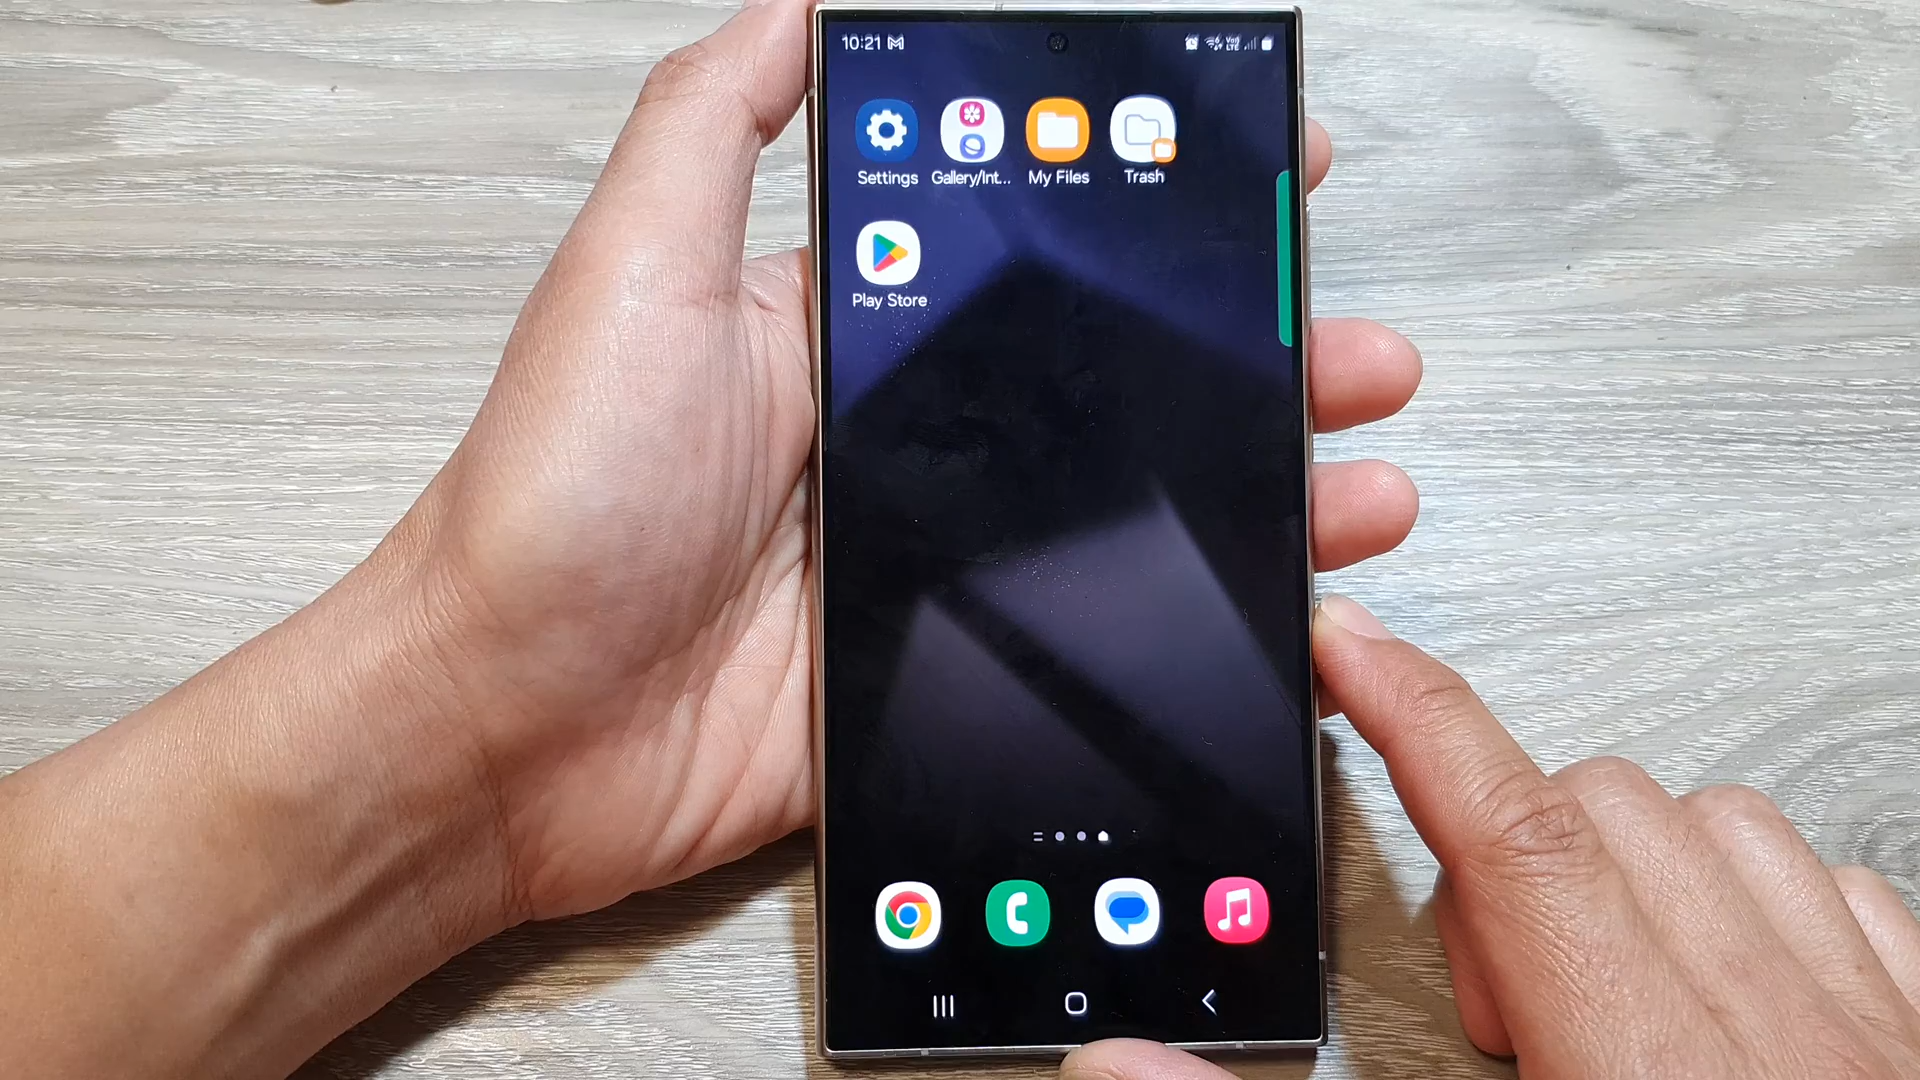 10:21
Settings
Gallery/Int...
My Files
Trash
Play Store